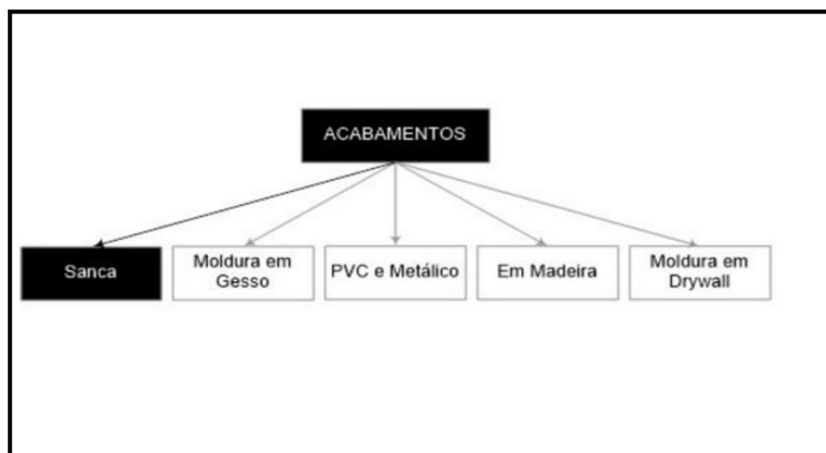 ACABAMENTOS
Sanca
Moldura em
Gesso
PVC e Metálico
Em Madeira
Moldura em
Drywall